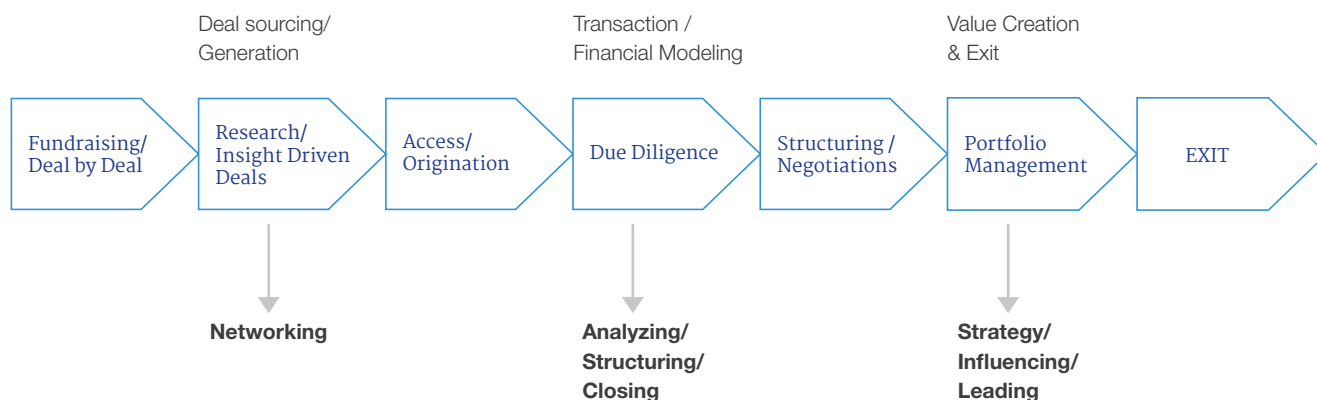 Deal sourcing/
Generation
Transaction /
Financial Modeling
Value Creation
& Exit
Fundraising/
Deal by Deal
Research/
Insight Driven
Deals
Access/
Origination
Due Diligence
Structuring /
Negotiations
Portfolio
Management
EXIT
Networking
Analyzing/
Structuring/
Closing
Strategy/
Influencing/
Leading